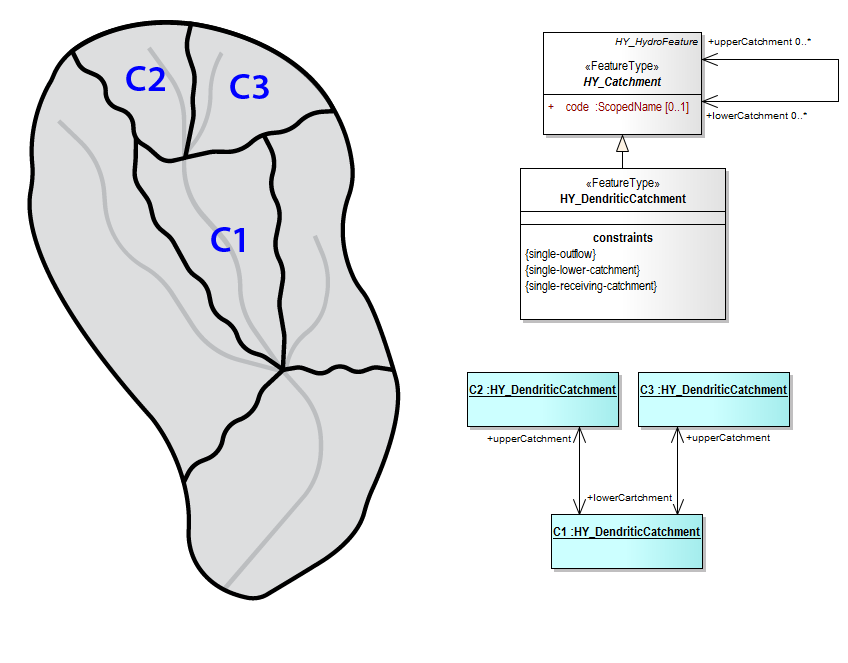 C2
C3
C1
HY_HydroFeature
«FeatureType»
HY_Catchment
+ code :ScopedName [0..1]
+upperCatchment 0..*
+lowerCatchment 0..*
«FeatureType»
HY_DendriticCatchment
constraints
{single-outflow}
{single-lower-catchment}
{single-receiving-catchment}
C2 :HY_DendriticCatchment
C3 :HY_DendriticCatchment
+upperCatchment
+upperCatchment
+lowerCartchment
C1 :HY_DendriticCatchment